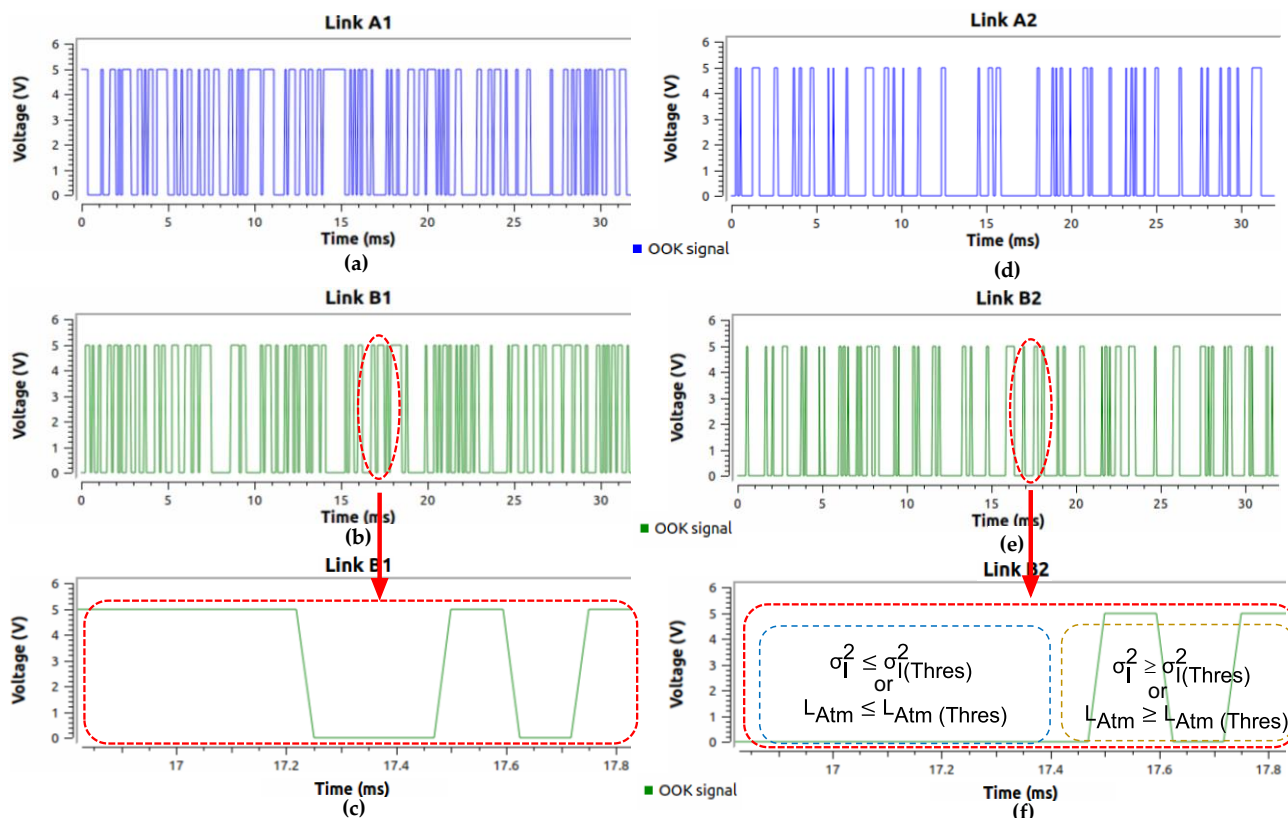 Link A1
Voltage (V)
6
5
4
3
2
1
0
0 5 10 15 20 25 30
Time (ms)
(a)
Link A2
Voltage (V)
6
5
4
3
2
1
0
0 5 10 15 20 25 30
Time (ms)
(d)
OOK signal
Link B1
Voltage (V)
6
5
4
3
2
1
0
0 5 10 15 20 25 30
Time (ms)
(b)
Link B2
Voltage (V)
6
5
4
3
2
1
0
0 5 10 15 20 25 30
Time (ms)
(e)
OOK signal
Link B1
Voltage (V)
6
5
4
3
2
1
0
17 17.2 17.4 17.6 17.8
Time (ms)
(c)
Link B2
Voltage (V)
6
5
4
3
2
1
0
σ²I ≤ σ²I(Thres)
or
LAtm ≤ LAtm (Thres)
σ²I ≥ σ²I(Thres)
or
LAtm ≥ LAtm (Thres)
17 17.2 17.4 17.6 17.8
Time (ms)
(f)
OOK signal